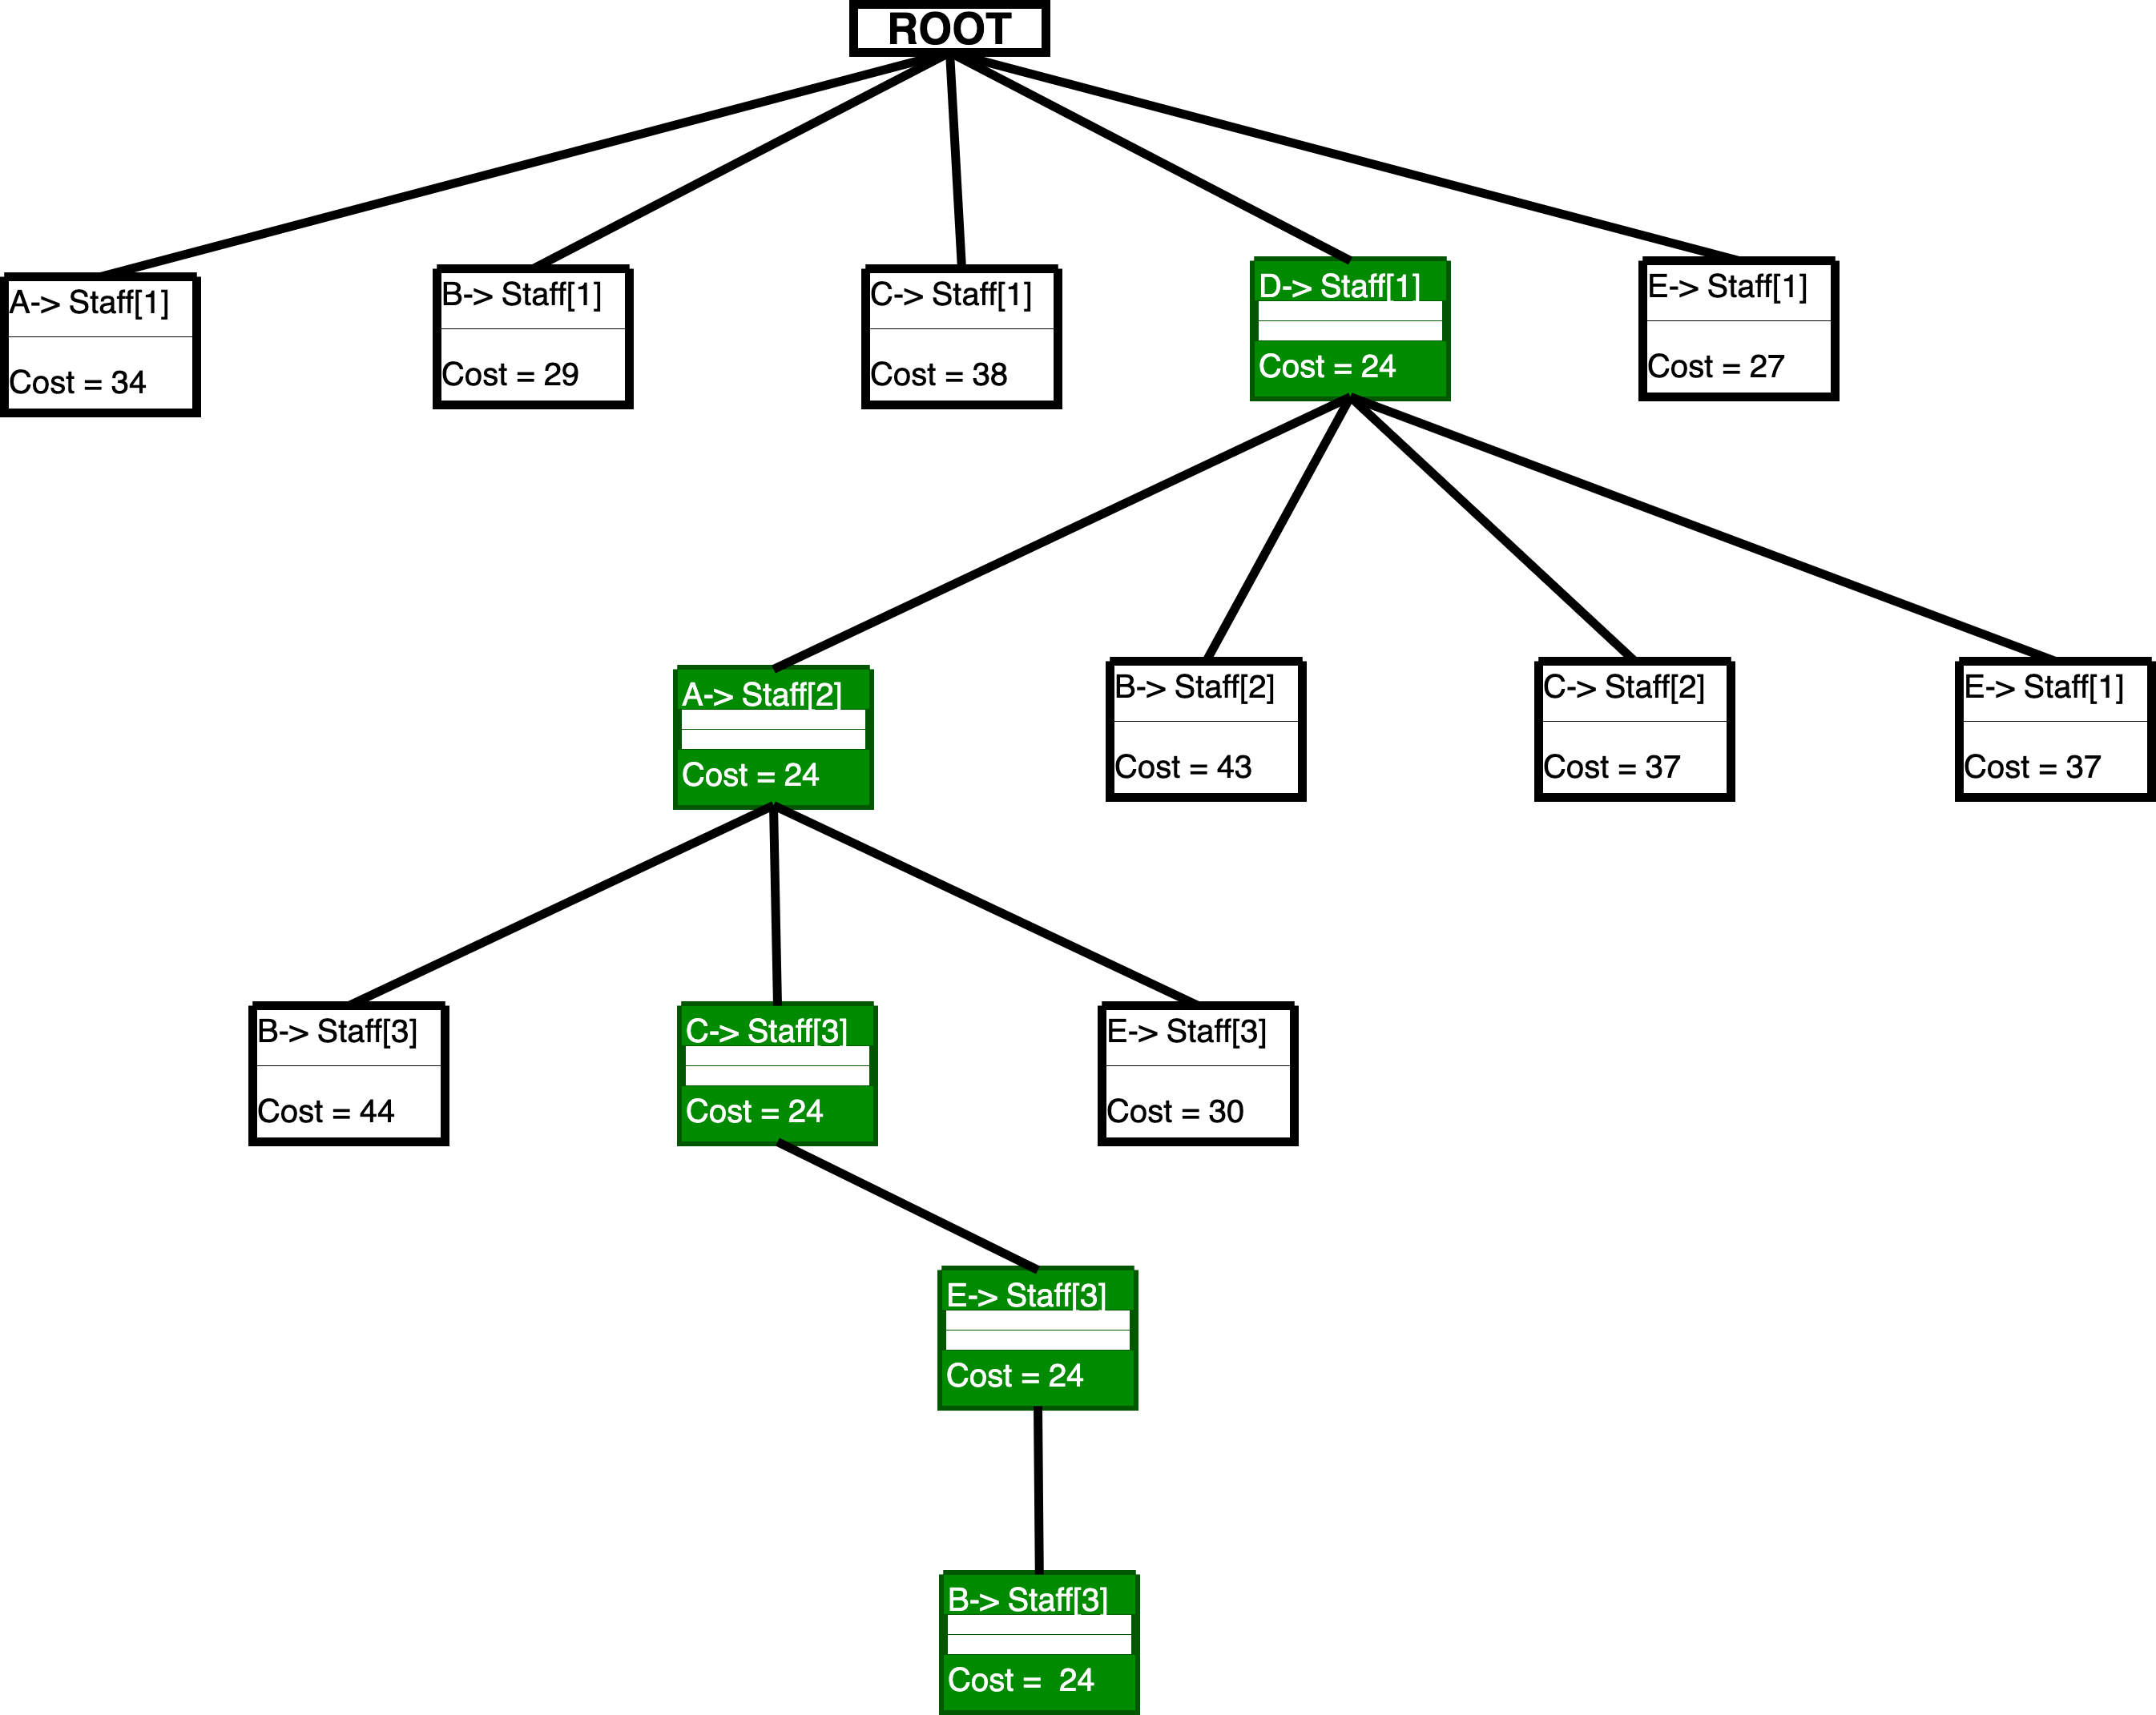 ROOT
A-> Staff[1]
Cost = 34
B-> Staff[1]
Cost = 29
C-> Staff[1]
Cost = 38
D-> Staff[1]
Cost = 24
E-> Staff[1]
Cost = 27
A-> Staff[2]
Cost = 24
B-> Staff[2]
Cost = 43
C-> Staff[2]
Cost = 37
E-> Staff[1]
Cost = 37
B-> Staff[3]
Cost = 44
C-> Staff[3]
Cost = 24
E-> Staff[3]
Cost = 30
E-> Staff[3]
Cost = 24
B-> Staff[3]
Cost =  24